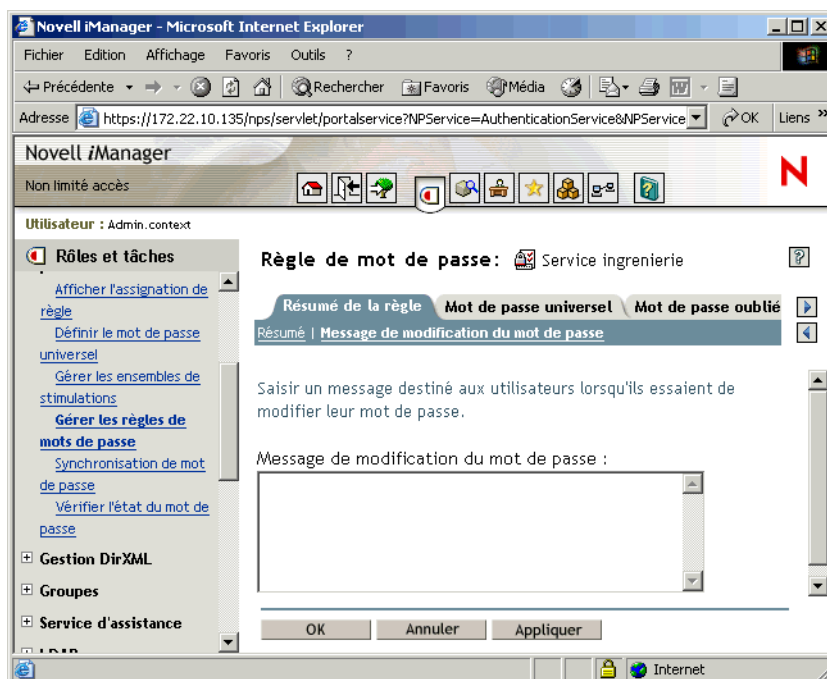 Novell iManager - Microsoft Internet Explorer
Fichier Edition Affichage Favoris Outils ?
Précédente Rechercher Favoris Média
Adresse https://172.22.10.135/nps/servlet/portalservice?NPService=AuthenticationService&NPService OK Liens »
Novell iManager
N
Non limité accès
Utilisateur : Admin.context
Rôles et tâches
Afficher l'assignation de
règle
Définir le mot de passe
universel
Gérer les ensembles de
stimulations
Gérer les règles de
mots de passe
Synchronisation de mot
de passe
Vérifier l'état du mot de
passe
Gestion DirXML
Groupes
Service d'assistance
Règle de mot de passe: Service ingrenierie
?
Résumé de la règle Mot de passe universel Mot de passe oublié
Résumé | Message de modification du mot de passe
Saisir un message destiné aux utilisateurs lorsqu'ils essaient de
modifier leur mot de passe.
Message de modification du mot de passe :
OK Annuler Appliquer
Internet